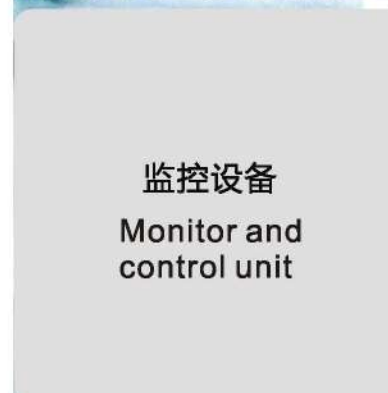 监控设备
Monitor and
control unit